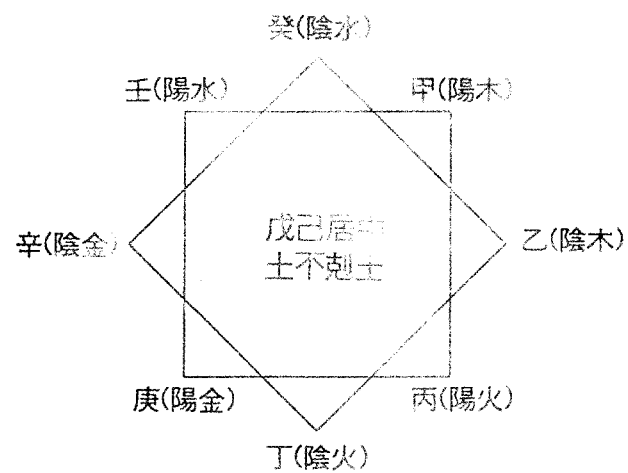 癸(陰水)
壬(陽水)
甲(陽木)
辛(陰金)
戊己居中
土不剋土
乙(陰木)
庚(陽金)
丙(陽火)
丁(陰火)